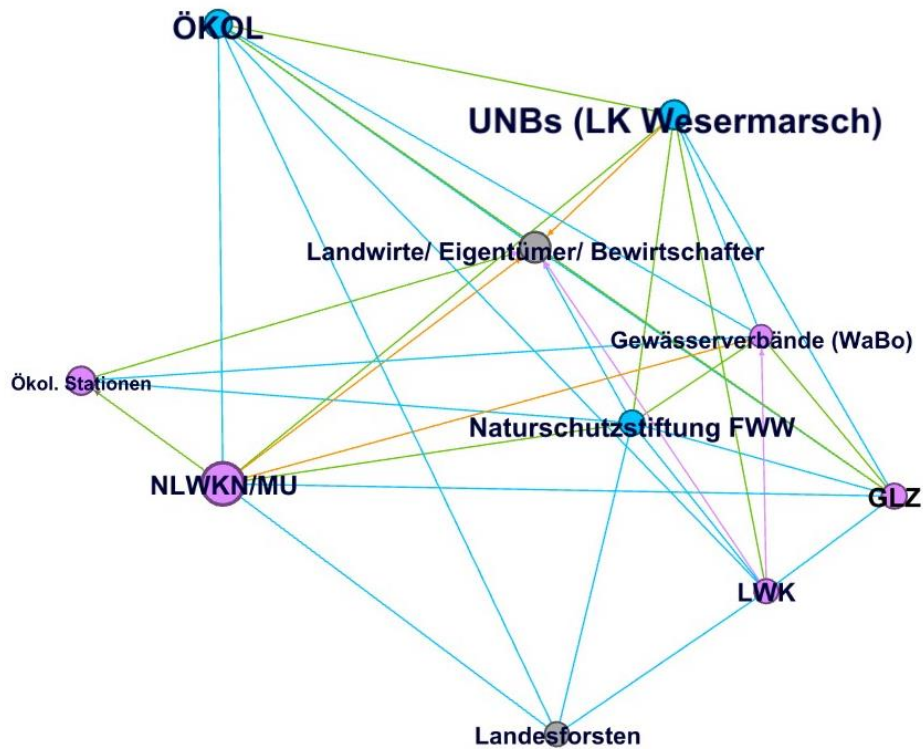 ÖKOL
UNBs (LK Wesermarsch)
Landwirte/ Eigentümer/ Bewirtschafter
Gewässerverbände (WaBo)
Ökol. Stationen
Naturschutzstiftung FWW
NLWKN/MU
GLZ
LWK
Landesforsten